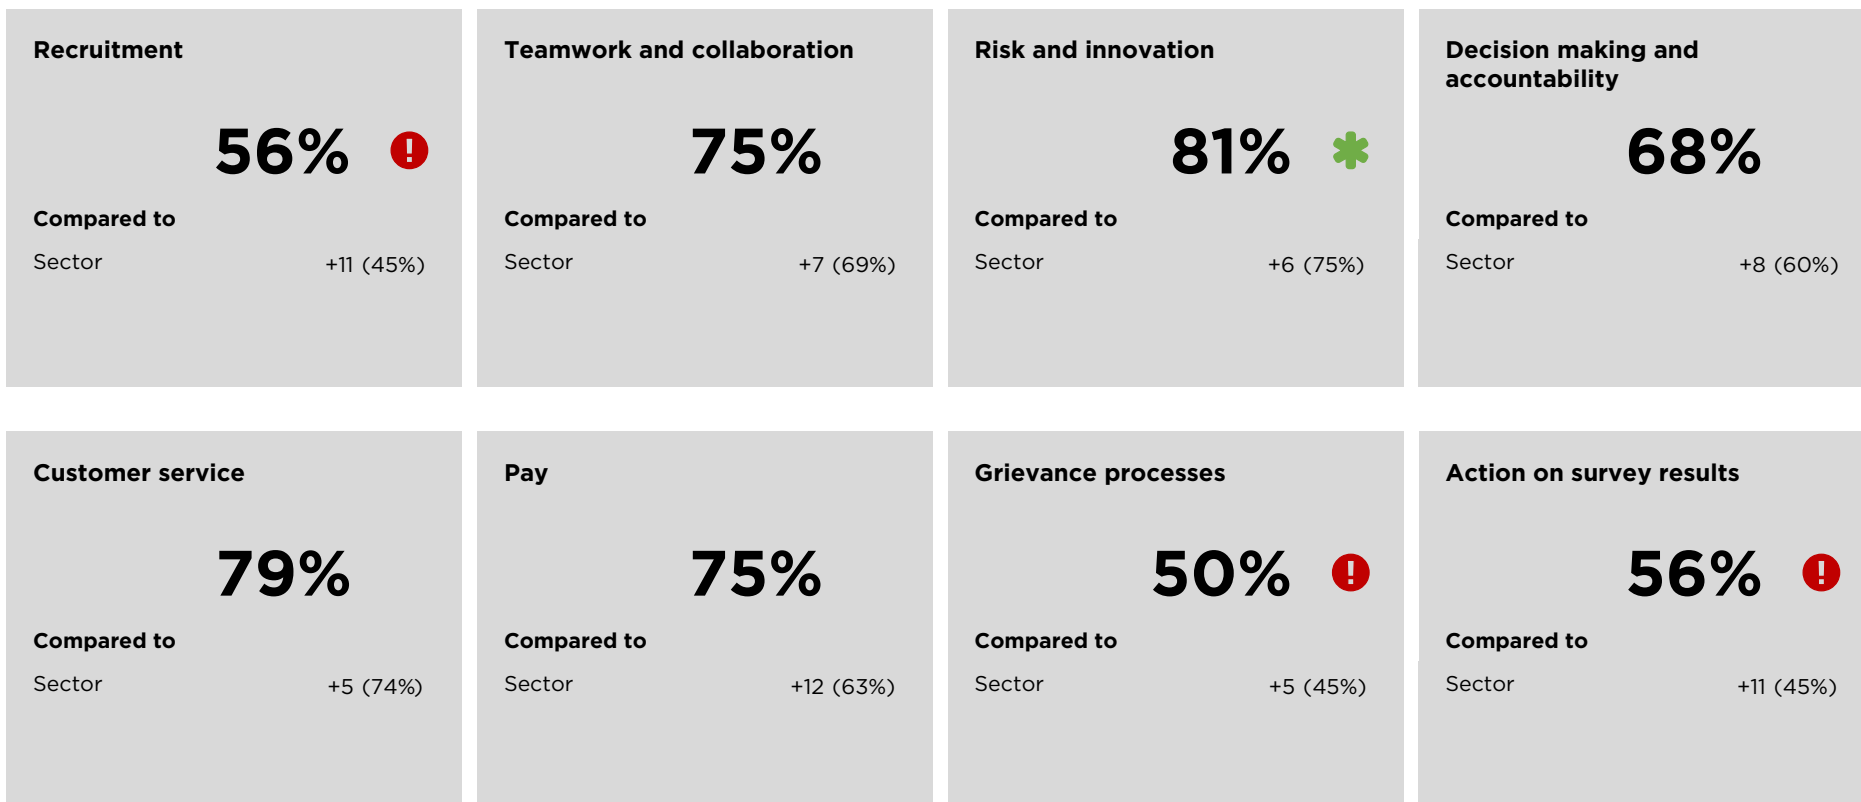 Recruitment
56%
Compared to
Sector +11 (45%)
Teamwork and collaboration
75%
Compared to
Sector +7 (69%)
Risk and innovation
81%
Compared to
Sector +6 (75%)
Decision making and
accountability
68%
Compared to
Sector +8 (60%)
Customer service
79%
Compared to
Sector +5 (74%)
Pay
75%
Compared to
Sector +12 (63%)
Grievance processes
50%
Compared to
Sector +5 (45%)
Action on survey results
56%
Compared to
Sector +11 (45%)